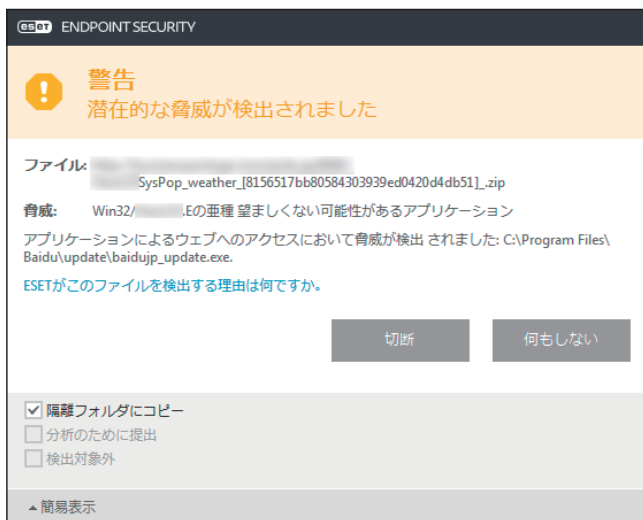 eset ENDPOINT SECURITY
警告
潜在的な脅威が検出されました
ファイル:
SysPop_weather_[8156517bb80584303939ed0420d4db51]_.zip
脅威: Win32/ .Eの亜種 望ましくない可能性があるアプリケーション
アプリケーションによるウェブへのアクセスにおいて脅威が検出 されました: C:\Program Files\
Baidu\update\baidujp_update.exe.
ESETがこのファイルを検出する理由は何ですか。
切断 何もしない
隔離フォルダにコピー
分析のために提出
検出対象外
簡易表示